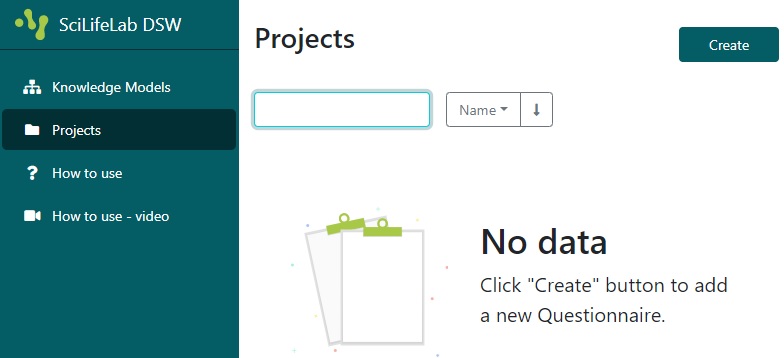 SciLifeLab DSW
Knowledge Models
Projects
How to use
How to use - video
Projects
Create
Name
No data
Click "Create" button to add
a new Questionnaire.